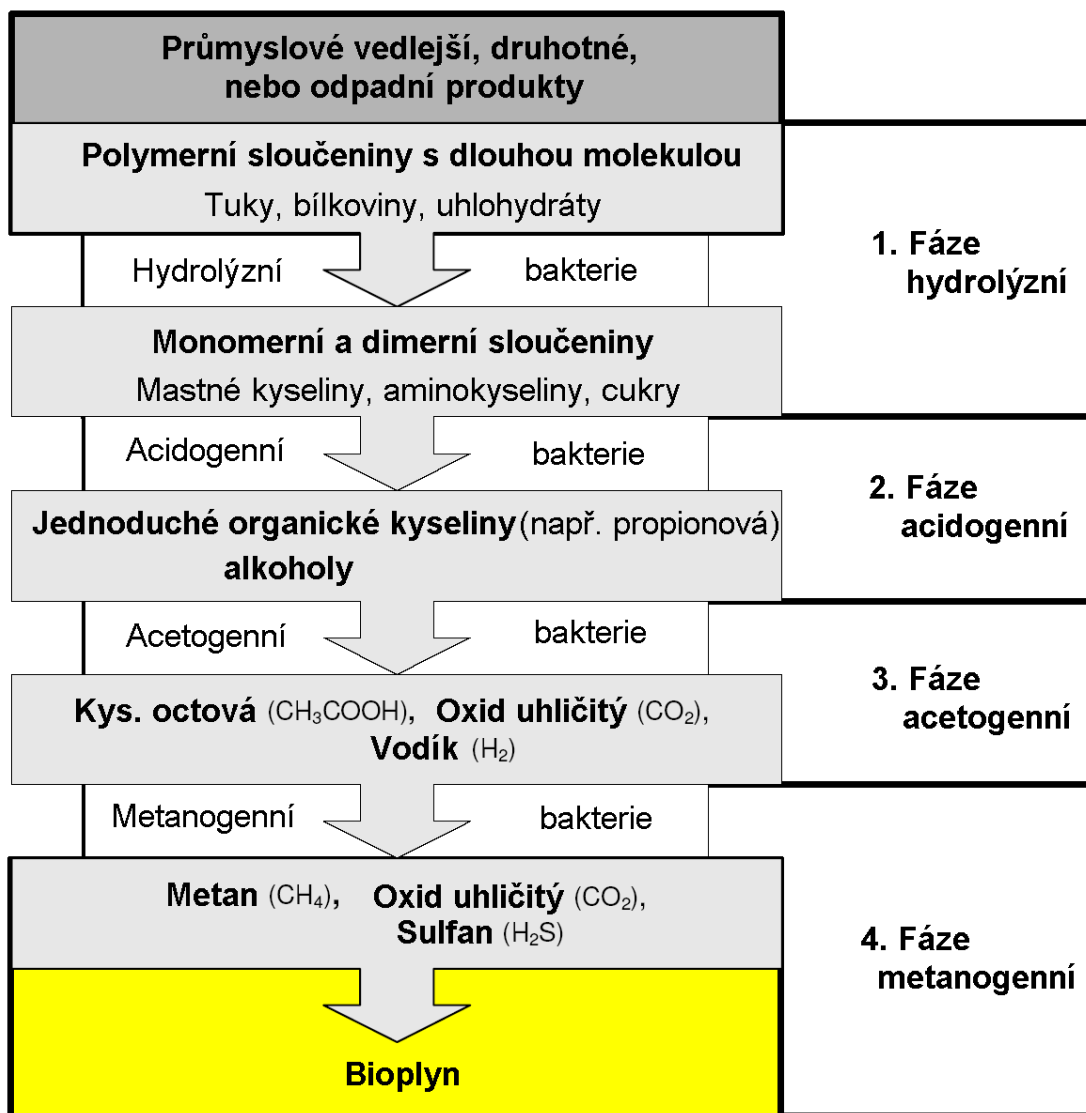 Průmyslové vedlejší, druhotné,
nebo odpadní produkty
Polymerní sloučeniny s dlouhou molekulou
Tuky, bílkoviny, uhlohydráty
Hydrolýzní bakterie
1. Fáze
hydrolýzní
Monomerní a dimerní sloučeniny
Mastné kyseliny, aminokyseliny, cukry
Acidogenní bakterie
2. Fáze
acidogenní
Jednoduché organické kyseliny (např. propionová)
alkoholy
Acetogenní bakterie
3. Fáze
acetogenní
Kys. octová (CH₃COOH), Oxid uhličitý (CO₂),
Vodík (H₂)
Metanogenní bakterie
Metan (CH₄), Oxid uhličitý (CO₂),
Sulfan (H₂S)
4. Fáze
metanogenní
Bioplyn